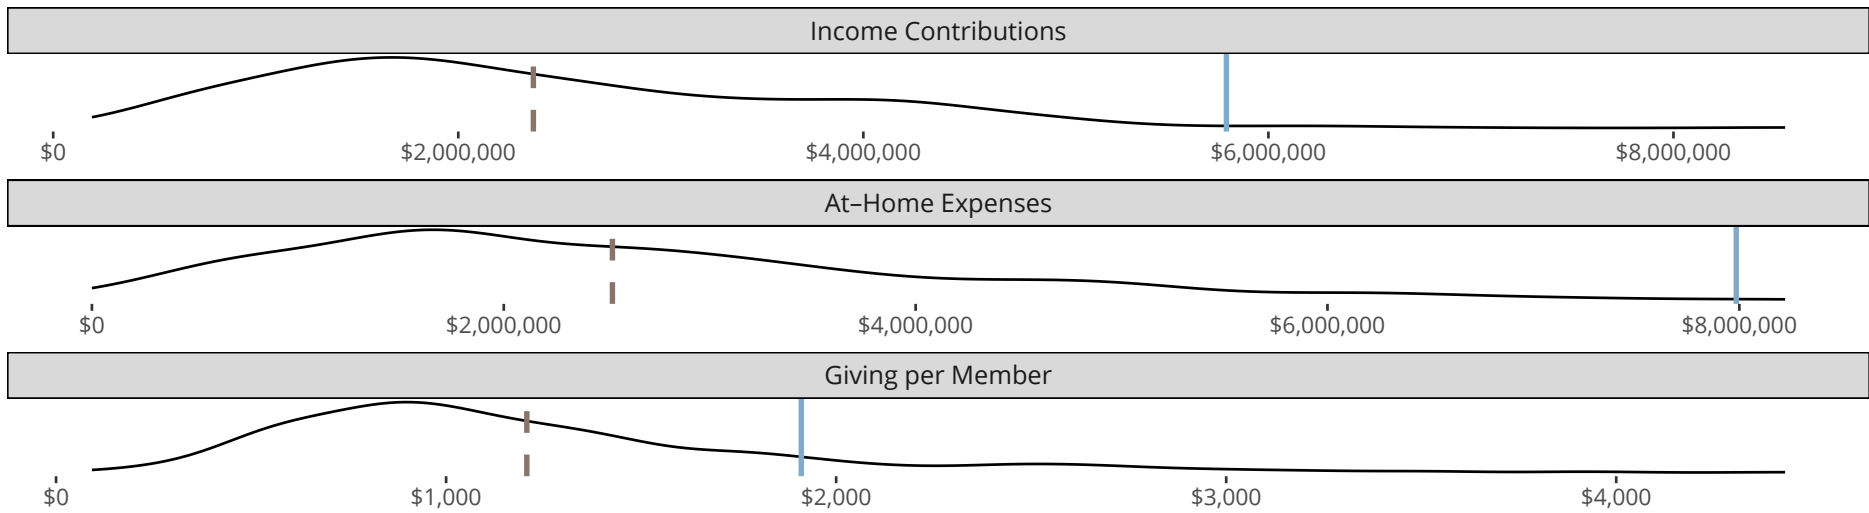 Income Contributions
$0 $2,000,000 $4,000,000 $6,000,000 $8,000,000
At–Home Expenses
$0 $2,000,000 $4,000,000 $6,000,000 $8,000,000
Giving per Member
$0 $1,000 $2,000 $3,000 $4,000